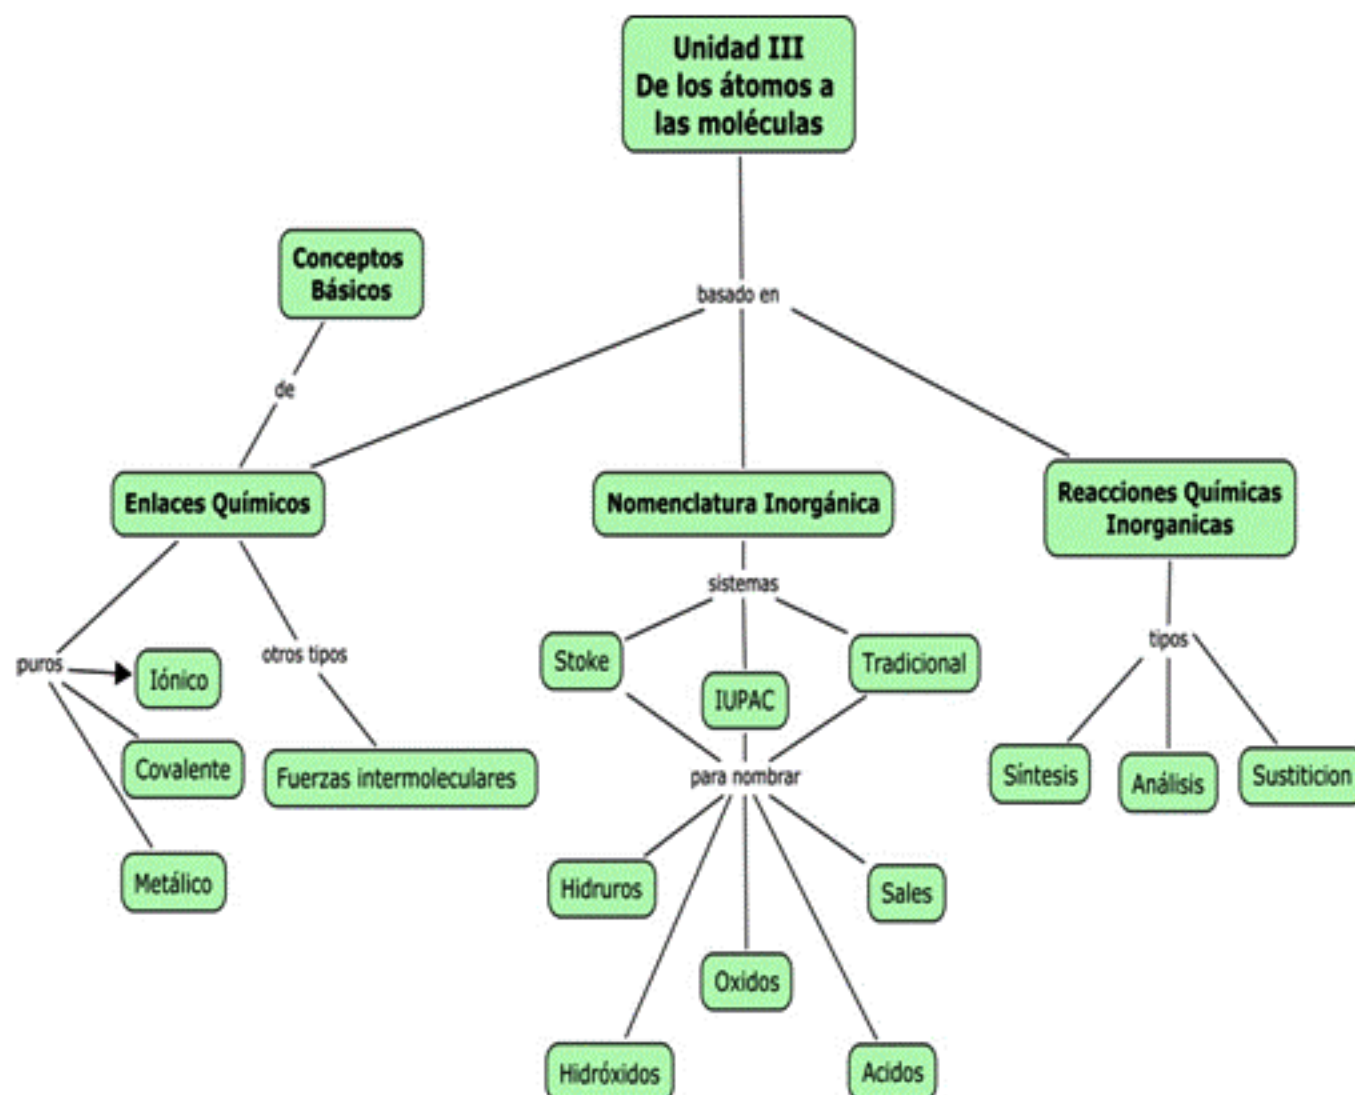 Unidad III
De los átomos a
las moléculas
Conceptos
Básicos
basado en
de
Enlaces Químicos
Nomenclatura Inorgánica
Reacciones Químicas
Inorganicas
sistemas
puros
otros tipos
tipos
Iónico
Stoke
IUPAC
Tradicional
Covalente
Fuerzas intermoleculares
para nombrar
Síntesis
Análisis
Sustiticion
Metálico
Hidruros
Sales
Oxidos
Hidróxidos
Acidos